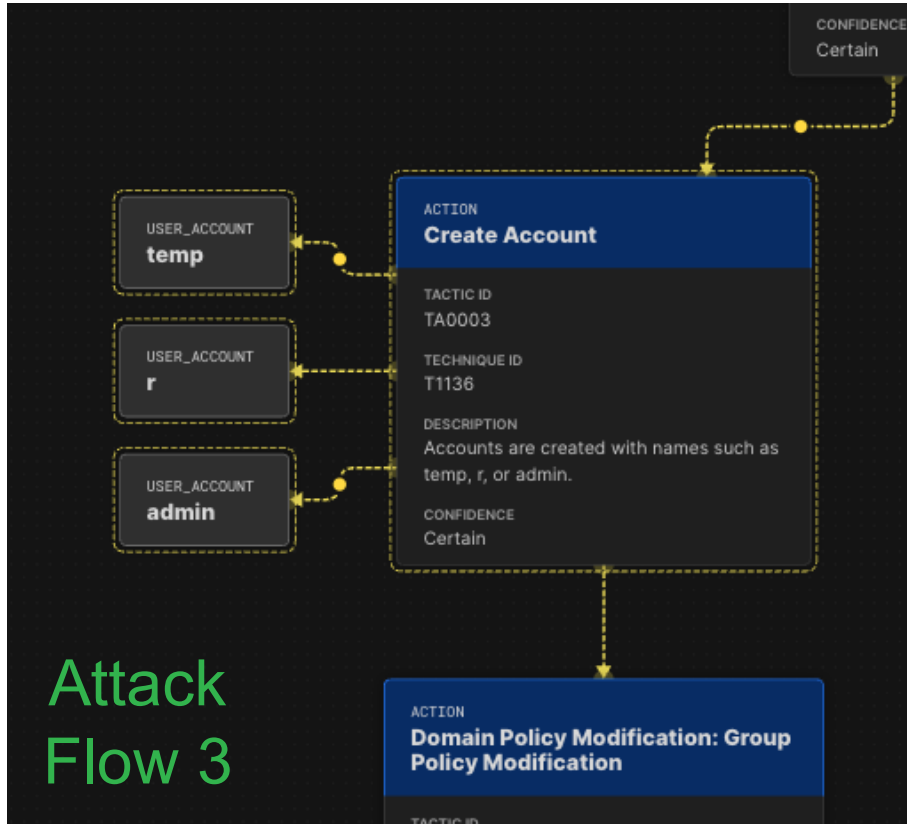 CONFIDENCE
Certain
USER_ACCOUNT
temp
USER_ACCOUNT
r
USER_ACCOUNT
admin
ACTION
Create Account
TACTIC ID
TA0003
TECHNIQUE ID
T1136
DESCRIPTION
Accounts are created with names such as
temp, r, or admin.
CONFIDENCE
Certain
Attack
Flow 3
ACTION
Domain Policy Modification: Group
Policy Modification
TACTIC ID